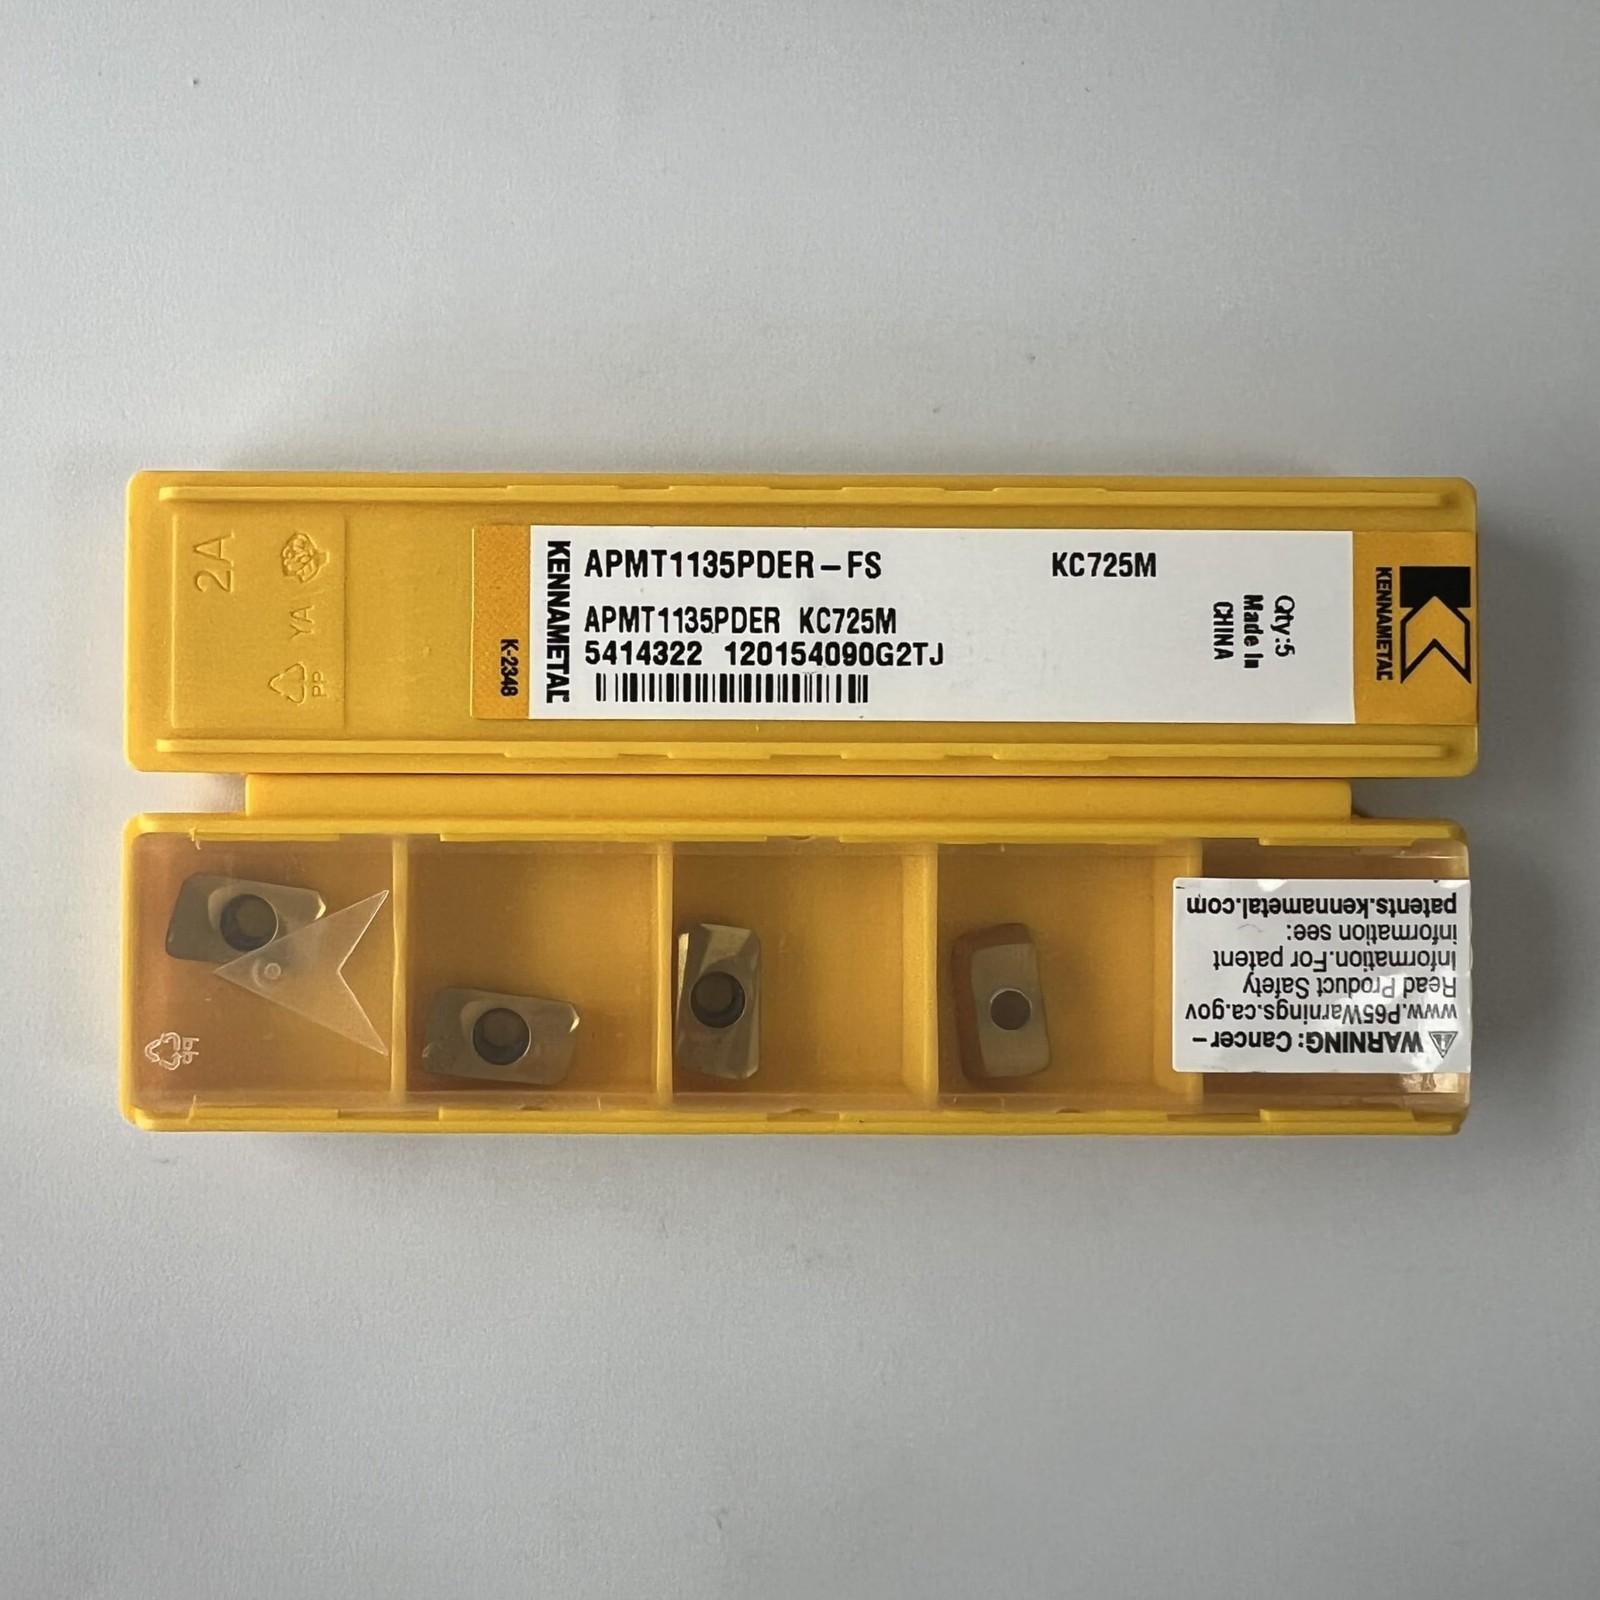 2A
YA
PP
K-2348
KENNAMETAL
APMT1135PDER-FS KC725M
APMT1135PDER KC725M
5414322 120154090G2TJ
Qty:5
Made In
CHINA
KENNAMETAL
WARNING: Cancer -
www.P65Warnings.ca.gov
Read Product Safety
Information.For patent
information see:
patents.kennametal.com